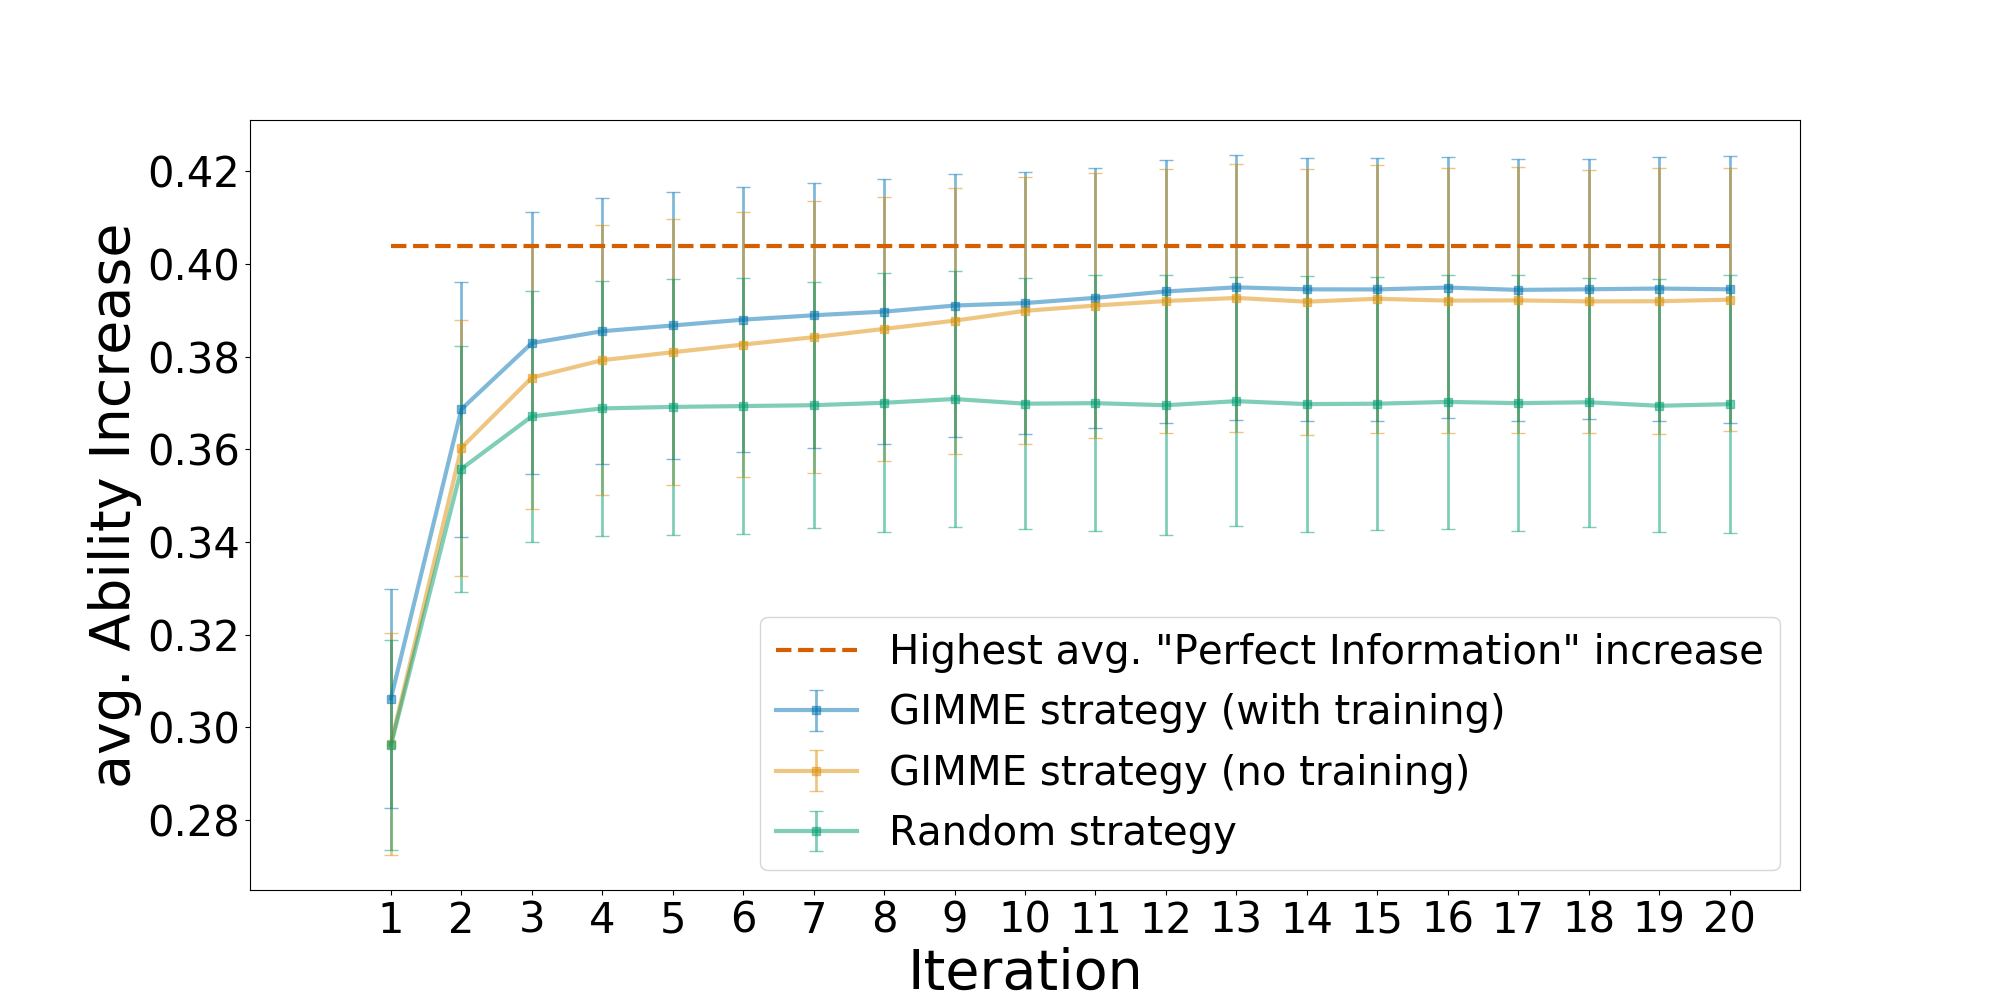 avg. Ability Increase
0.42
0.40
0.38
0.36
0.34
0.32
0.30
0.28
Highest avg. "Perfect Information" increase
GIMME strategy (with training)
GIMME strategy (no training)
Random strategy
1 2 3 4 5 6 7 8 9 10 11 12 13 14 15 16 17 18 19 20
Iteration